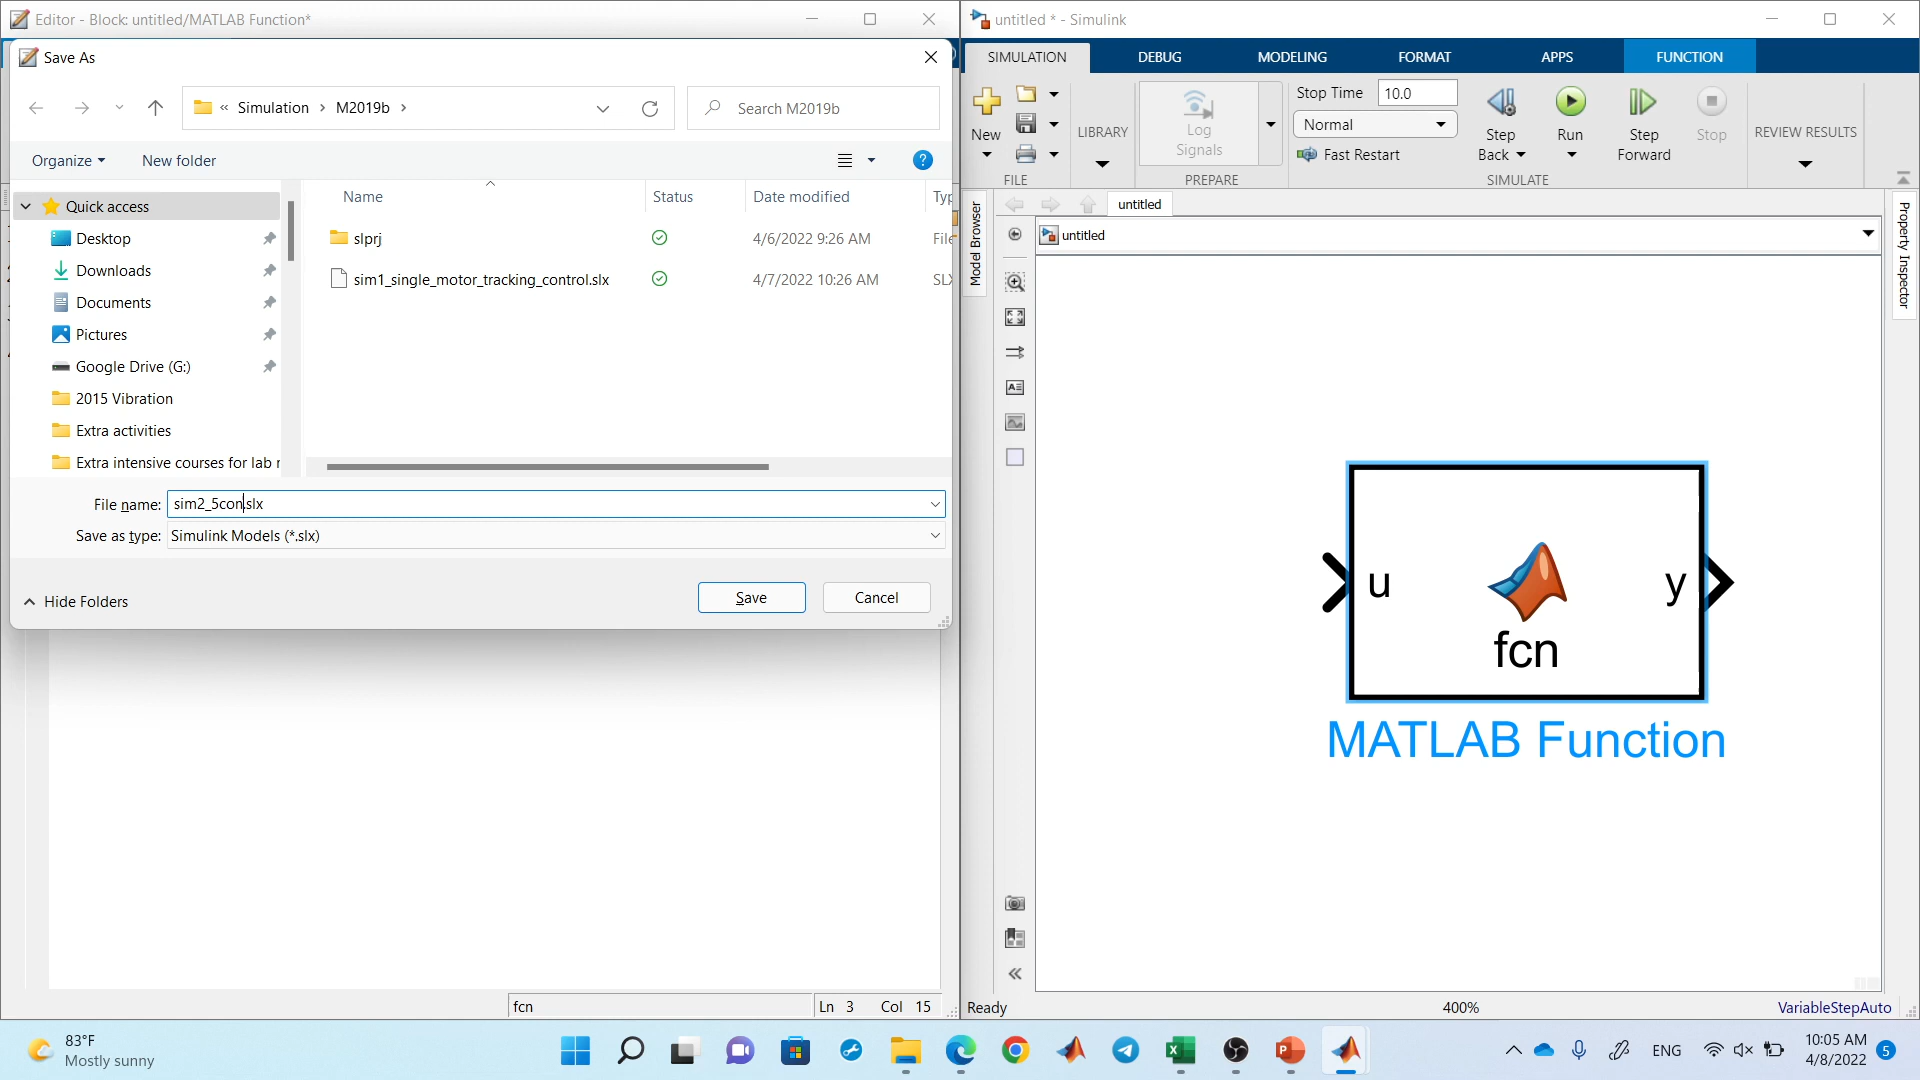 Editor - Block: untitled/MATLAB Function*
Save As
« Simulation › M2019b ›
Search M2019b
Organize
New folder
?
Name
Status
Date modified
Quick access
Desktop
Downloads
Documents
Pictures
Google Drive (G:)
2015 Vibration
Extra activities
Extra intensive courses for lab
slprj
4/6/2022 9:26 AM
sim1_single_motor_tracking_control.slx
4/7/2022 10:26 AM
File name:
sim2_5con.slx
Save as type:
Simulink Models (*.slx)
Hide Folders
Save
Cancel
fcn
Ln 3 Col 15
untitled * - Simulink
SIMULATION
DEBUG
MODELING
FORMAT
APPS
FUNCTION
New
FILE
LIBRARY
Log
Signals
PREPARE
Stop Time
10.0
Normal
Fast Restart
Step
Back
Run
Step
Forward
Stop
SIMULATE
REVIEW RESULTS
Model Browser
untitled
untitled
Property Inspector
u
y
fcn
MATLAB Function
Ready
400%
VariableStepAuto
83°F
Mostly sunny
ENG
10:05 AM
4/8/2022
5